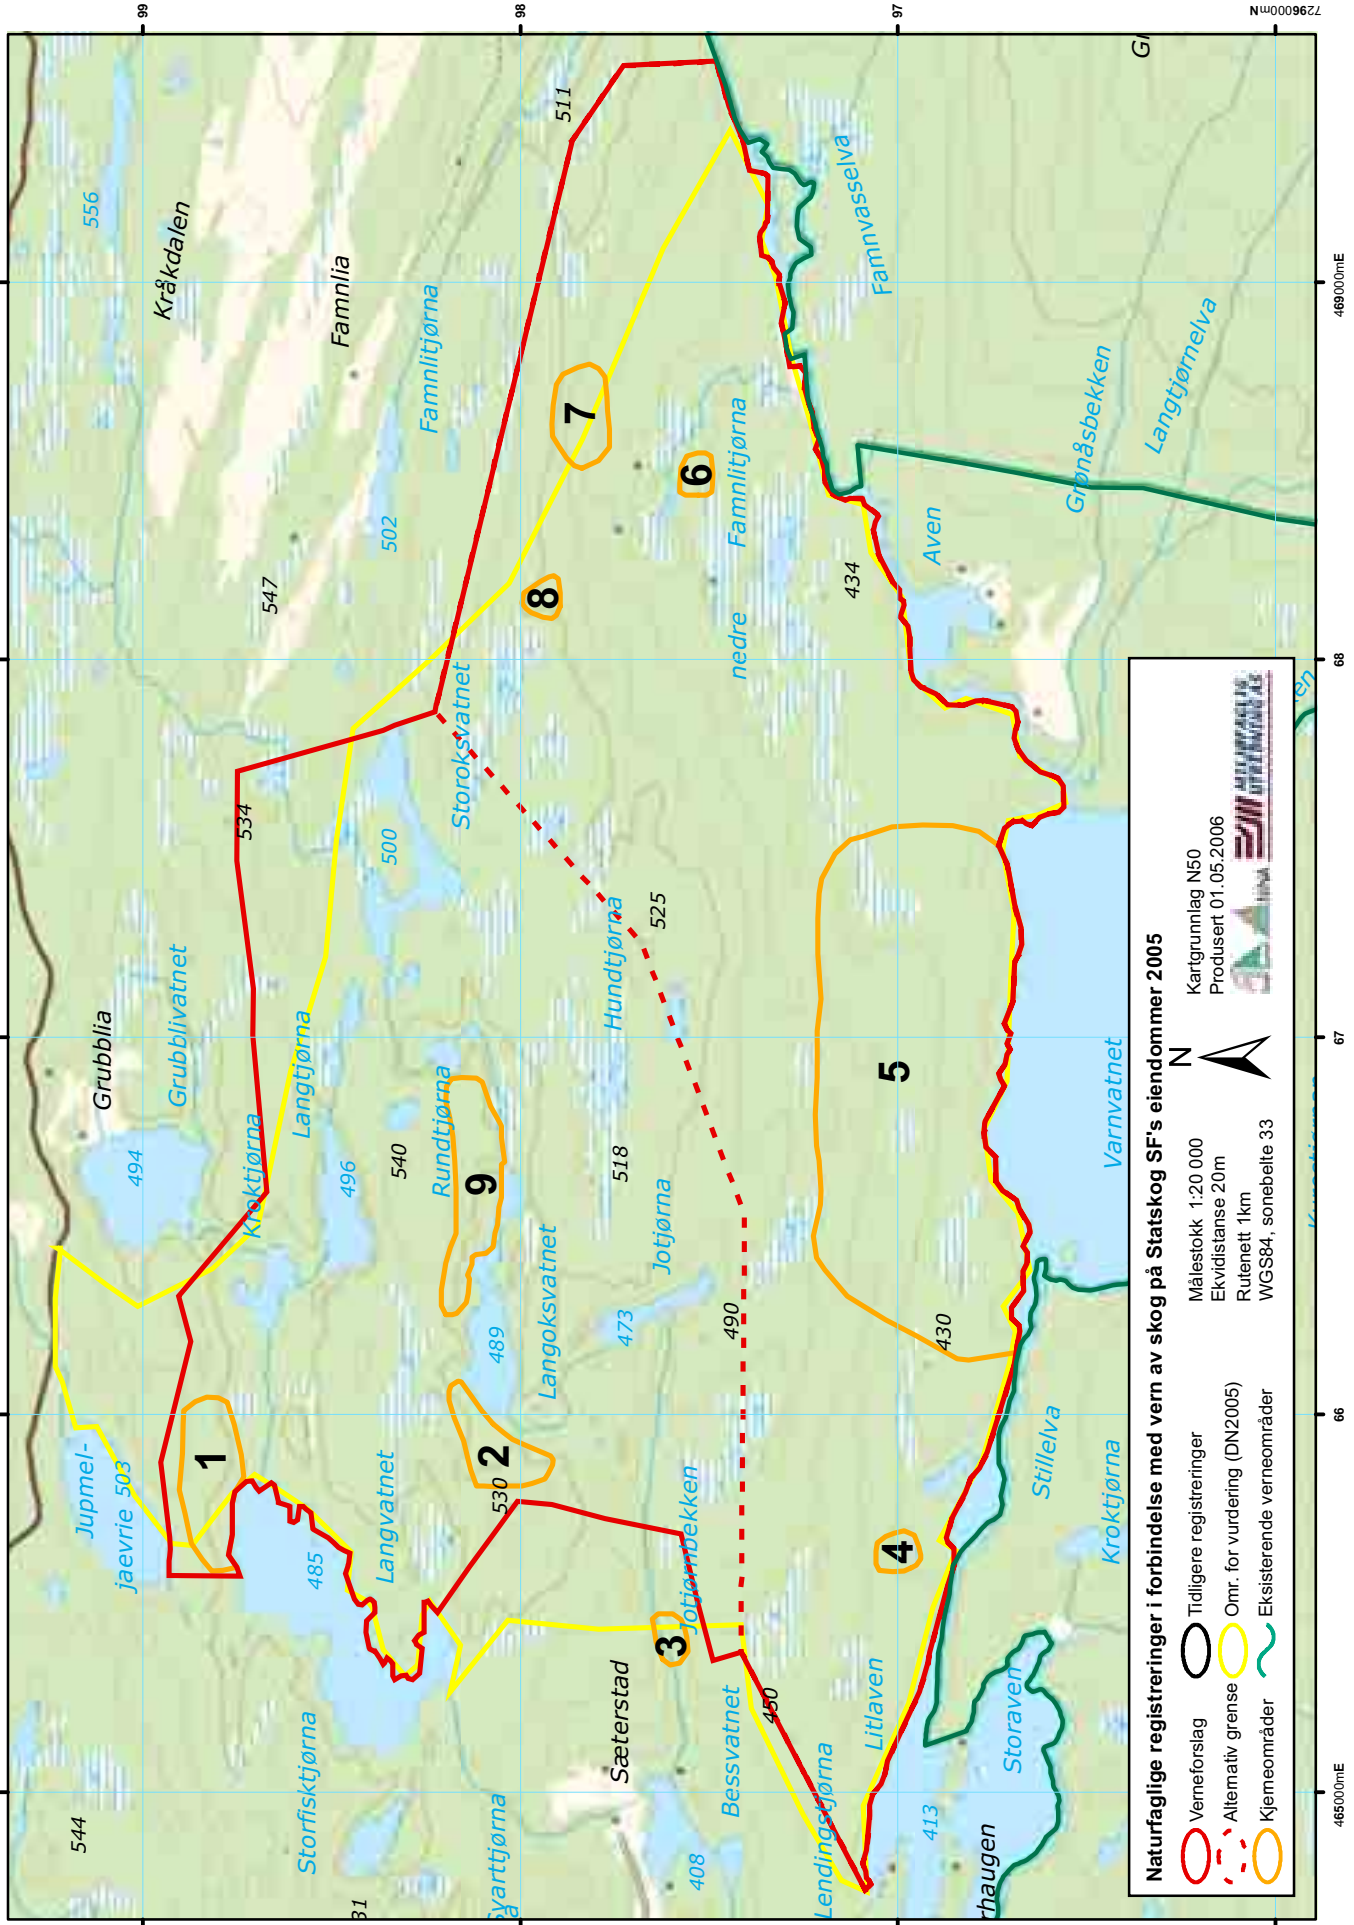 99
98
97
7296000mN
469000mE
68
67
66
465000mE
544
Jupmel-
jaevrie 503
Grubblia
494
Grubblivatnet
556
Kråkdalen
1
Kroktjørna
534
547
Famnlia
Storfisktjørna
485
Langtjørna
496
Langvatnet
540
500
502
Famnlitjørna
Rundtjørna
Storoksvatnet
9
2
530
489
Langoksvatnet
8
511
7
Sæterstad
518
Hundtjørna
525
473
Jotjørna
3
Jotjørnbekken
6
408
Bessvatnet
490
nedre Famnlitjørna
450
Lendingstjørna
Litlaven
4
5
434
Famnvasselva
413
430
Aven
rhaugen
Storaven
Stillelva
Kroktjørna
Varnvatnet
Grønåsbekken
Langtjørnelva
Naturfaglige registreringer i forbindelse med vern av skog på Statskog SF's eiendommer 2005
Verneforslag
Alternativ grense
Kjerneområder
Tidligere registreringer
Omr. for vurdering (DN2005)
Eksisterende verneområder
Målestokk 1:20 000
Ekvidistanse 20m
Rutenett 1km
WGS84, sonebelte 33
N
Kartgrunnlag N50
Produsert 01.05.2006
NINA